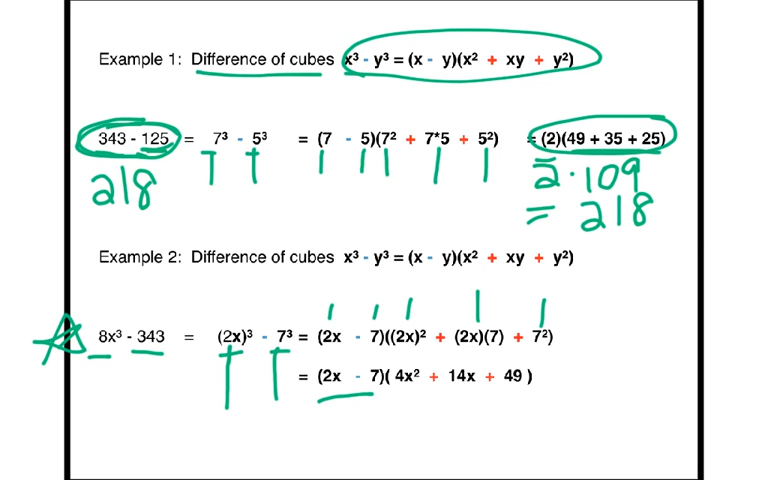 Example 1: Difference of cubes x³ - y³ = (x - y)(x² + xy + y²)
343 - 125 = 7³ - 5³ = (7 - 5)(7² + 7*5 + 5²) = (2)(49 + 35 + 25)
218 2 · 109
= 218
Example 2: Difference of cubes x³ - y³ = (x - y)(x² + xy + y²)
8x³ - 343 = (2x)³ - 7³ = (2x - 7)((2x)² + (2x)(7) + 7²)
= (2x - 7)( 4x² + 14x + 49 )